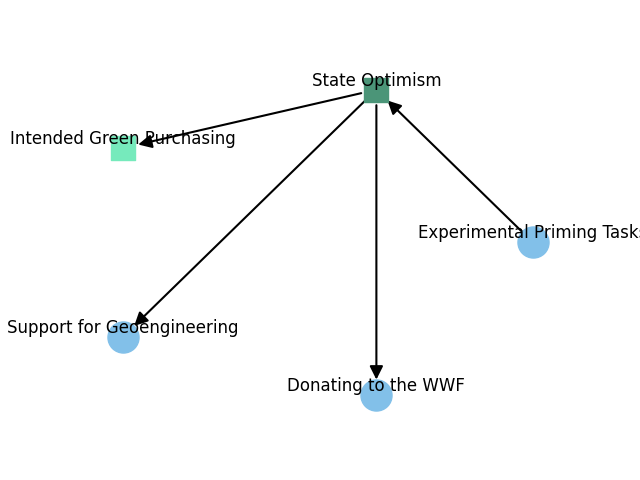 State Optimism
Intended Green Purchasing
Experimental Priming Tasks
Support for Geoengineering
Donating to the WWF